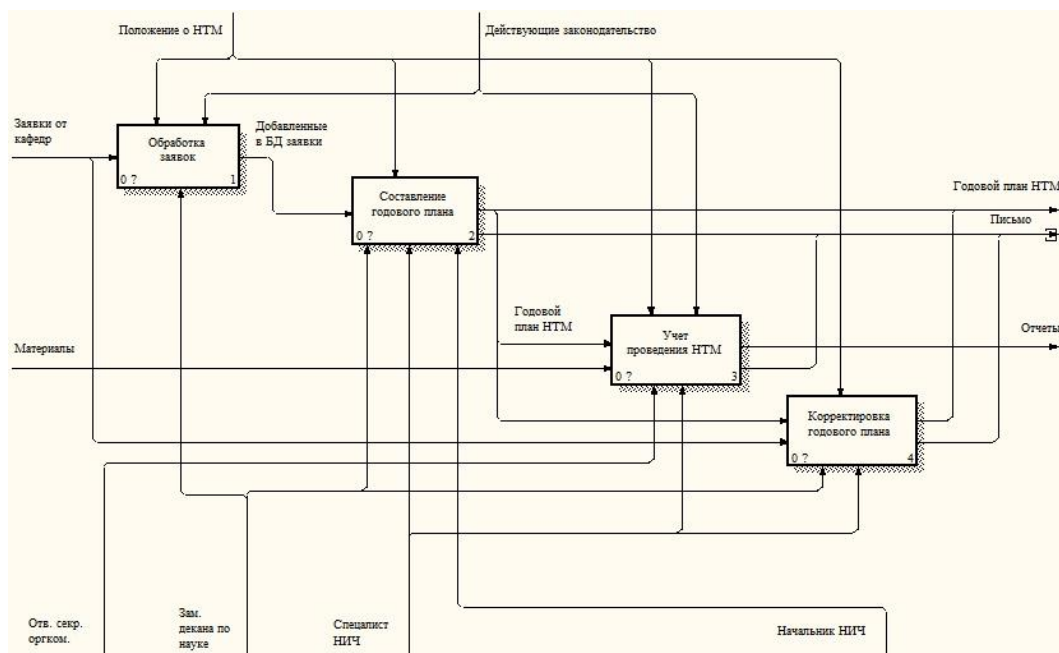 Положение о НТМ
Действующие законодательство
Заявки от
кафедр
Обработка
заявок
0 ?
1
Добавленные
в БД заявки
Составление
годового плана
0 ?
2
Годовой план НТМ
Письмо
Годовой
план НТМ
Учет
проведения НТМ
0 ?
3
Отчеты
Материалы
Корректировка
годового плана
0 ?
4
Отв. секр.
оргком.
Зам.
декана по
науке
Спецалист
НИЧ
Начальник НИЧ